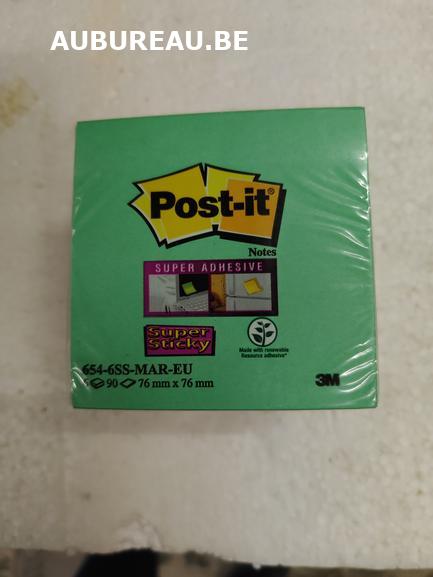 AUBUREAU.BE
Post-it®
Notes
SUPER ADHESIVE
Super
Sticky
Made with renewable
Resource adhesive*
654-6SS-MAR-EU
90 76 mm x 76 mm
3M